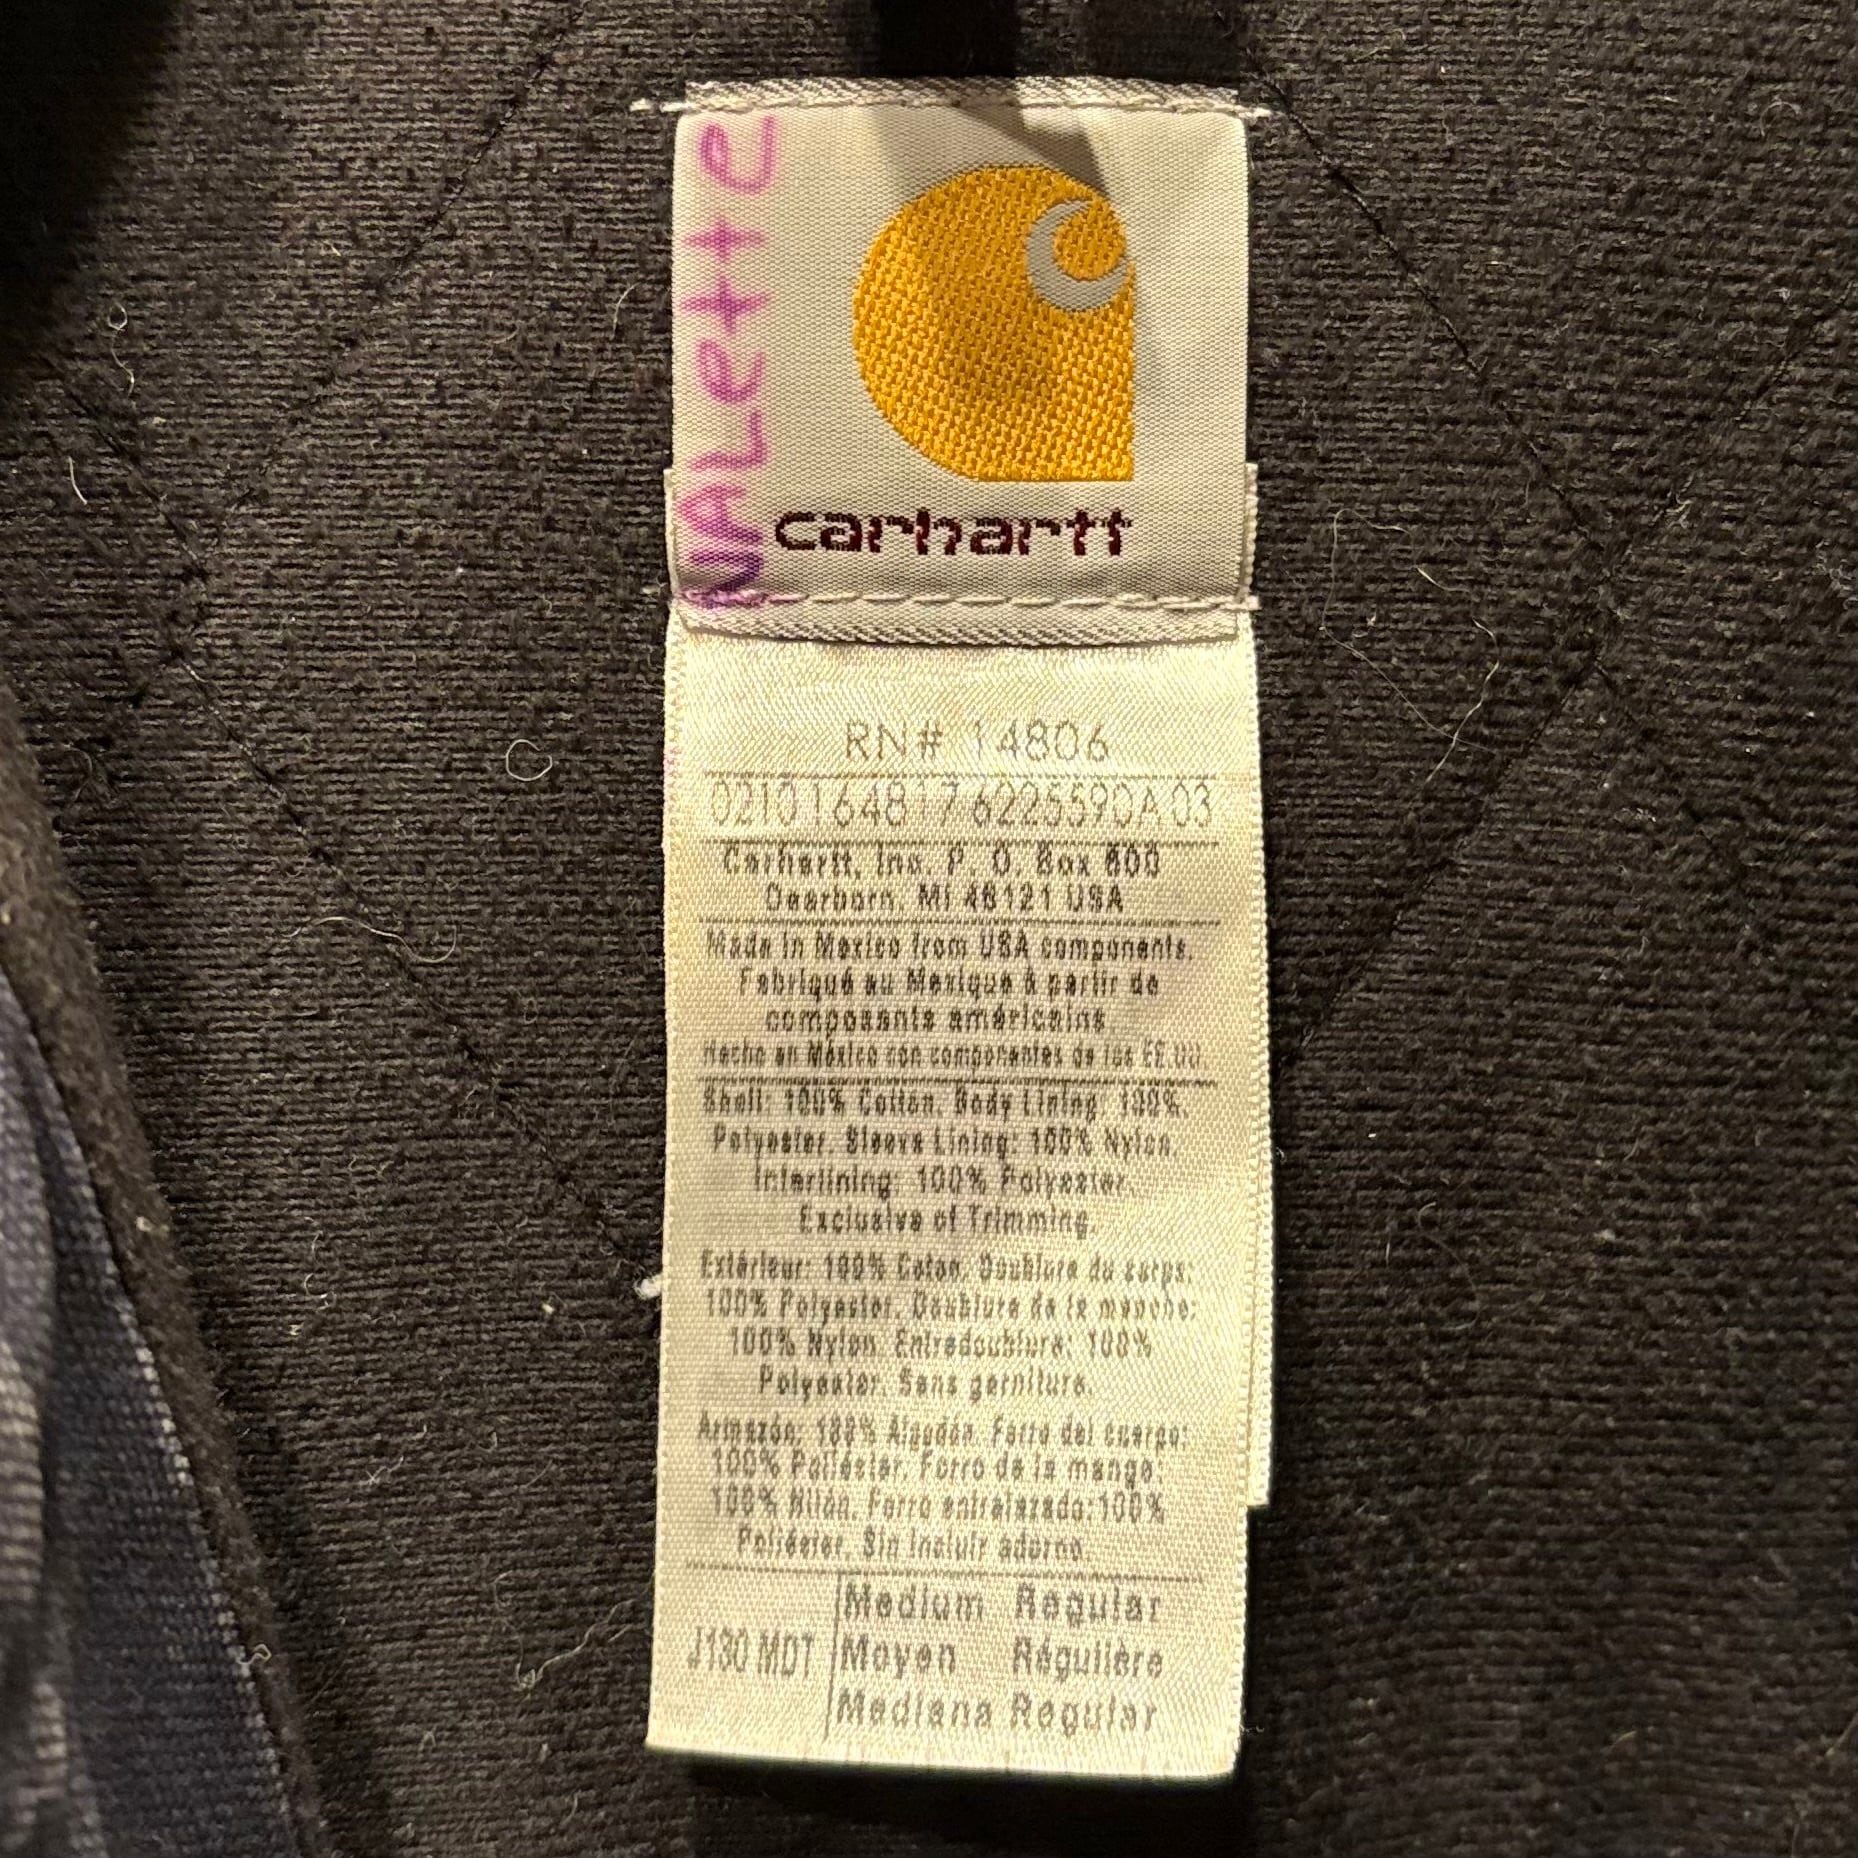 VALette
carhartt
RN# 14806
0210 164817 6225590A 03
Carhartt, Inc. P. O. Box 600
Dearborn, MI 48121 USA
Made in Mexico from USA components.
Fabriqué au Mexique à partir de
composants américains
Hecho en México con componentes de los EE.UU.
Shell: 100% Cotton. Body Lining: 100%
Polyester. Sleeve Lining: 100% Nylon.
Interlining: 100% Polyester.
Exclusive of Trimming.
Extérieur: 100% Coton. Doublure du corps:
100% Polyester. Doublure de la manche:
100% Nylon. Entredoublure: 100%
Polyester. Sans garniture.
Armazón: 100% Algodón. Forro del cuerpo:
100% Poliéster. Forro de la manga:
100% Nilón. Forro entrelazado:100%
Poliéster. Sin incluir adorno.
J130 MDT
Medium Regular
Moyen Régulière
Mediana Regular